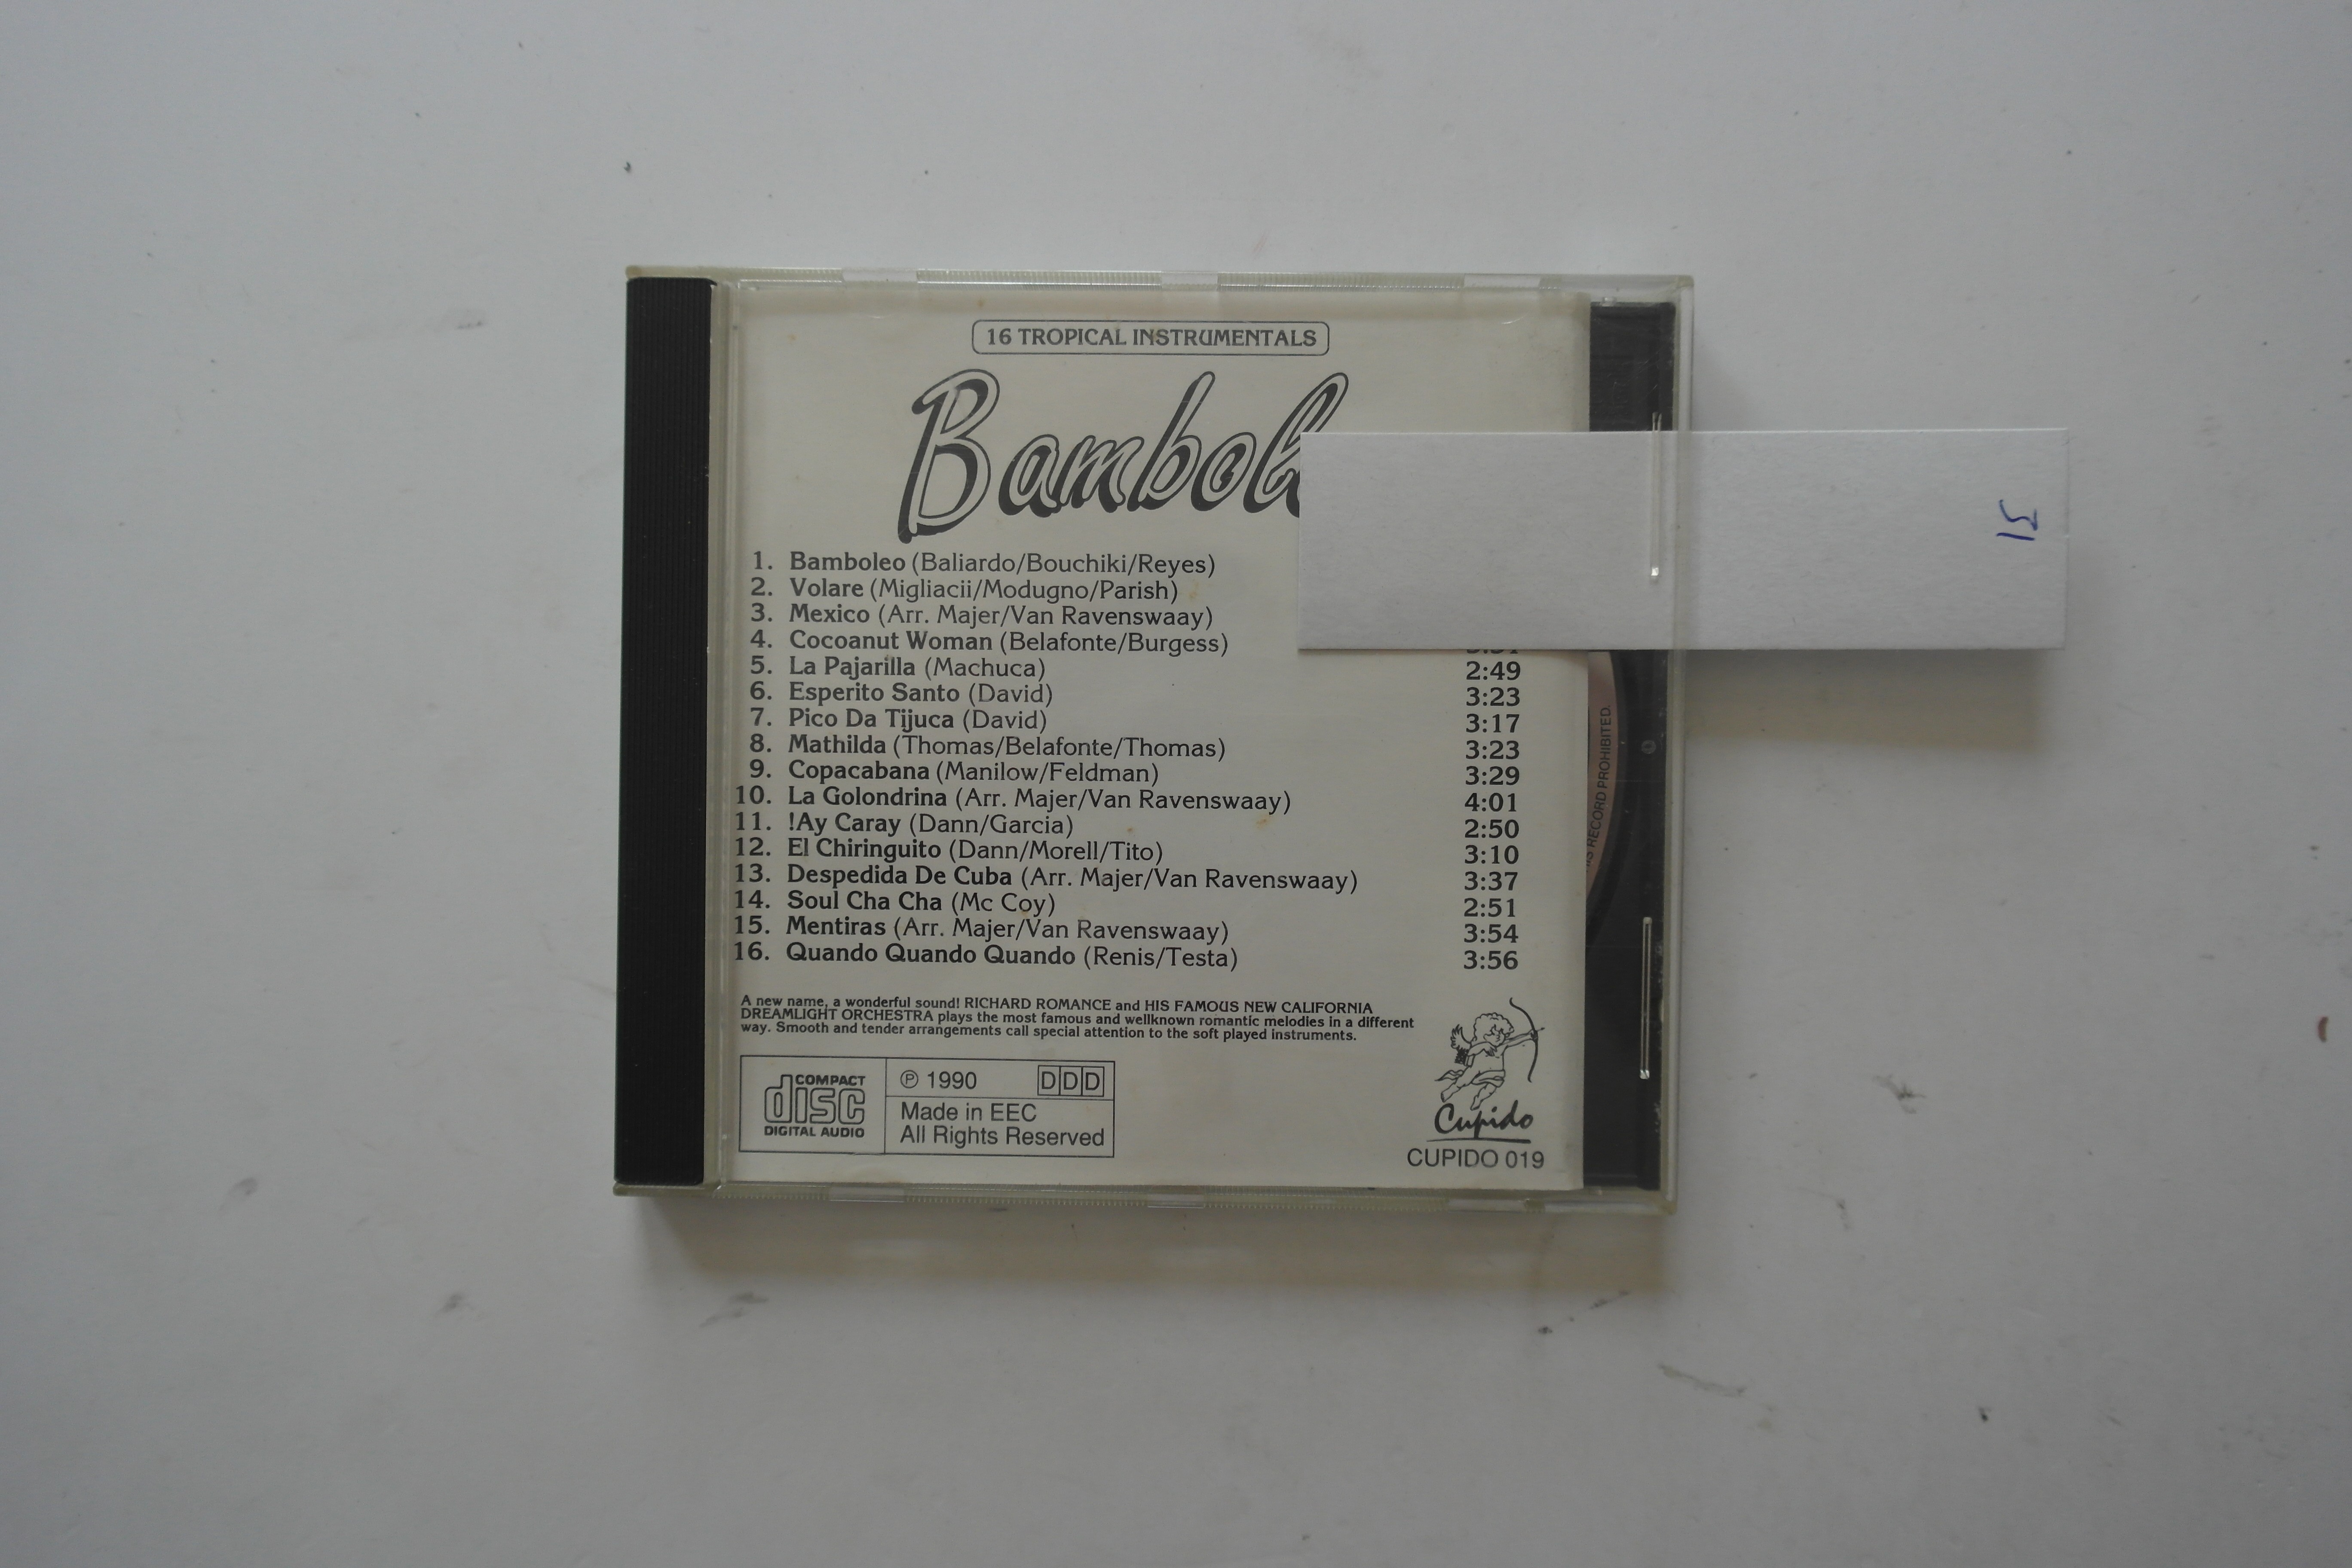 16 TROPICAL INSTRUMENTALS
Bambol
1. Bamboleo (Baliardo/Bouchiki/Reyes)
2. Volare (Migliacii/Modugno/Parish)
3. Mexico (Arr. Majer/Van Ravenswaay)
4. Cocoanut Woman (Belafonte/Burgess)
5. La Pajarilla (Machuca) 2:49
6. Esperito Santo (David) 3:23
7. Pico Da Tijuca (David) 3:17
8. Mathilda (Thomas/Belafonte/Thomas) 3:23
9. Copacabana (Manilow/Feldman) 3:29
10. La Golondrina (Arr. Majer/Van Ravenswaay) 4:01
11. !Ay Caray (Dann/Garcia) 2:50
12. El Chiringuito (Dann/Morell/Tito) 3:10
13. Despedida De Cuba (Arr. Majer/Van Ravenswaay) 3:37
14. Soul Cha Cha (Mc Coy) 2:51
15. Mentiras (Arr. Majer/Van Ravenswaay) 3:54
16. Quando Quando Quando (Renis/Testa) 3:56
A new name, a wonderful sound! RICHARD ROMANCE and HIS FAMOUS NEW CALIFORNIA
DREAMLIGHT ORCHESTRA plays the most famous and wellknown romantic melodies in a different
way. Smooth and tender arrangements call special attention to the soft played instruments.
COMPACT
disc
DIGITAL AUDIO
℗ 1990 DDD
Made in EEC
All Rights Reserved
Cupido
CUPIDO 019
RECORD PROHIBITED.
51